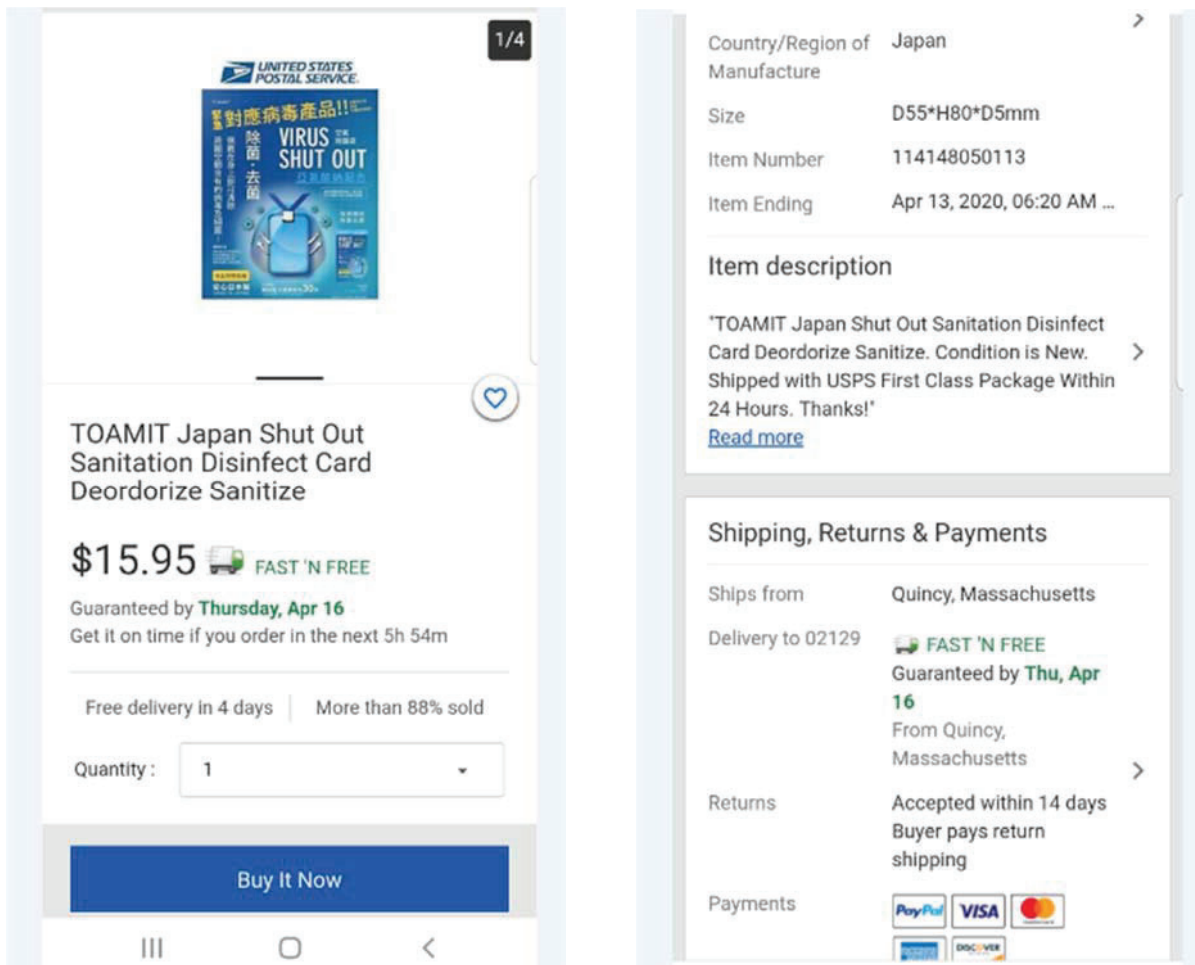 1/4
UNITED STATES
POSTAL SERVICE.
對應病毒產品!!
除菌・去菌
VIRUS
SHUT OUT
TOAMIT Japan Shut Out
Sanitation Disinfect Card
Deordorize Sanitize
$15.95 FAST 'N FREE
Guaranteed by Thursday, Apr 16
Get it on time if you order in the next 5h 54m
Free delivery in 4 days
More than 88% sold
Quantity : 1
Buy It Now
Country/Region of Manufacture Japan
Size D55*H80*D5mm
Item Number 114148050113
Item Ending Apr 13, 2020, 06:20 AM ...
Item description
"TOAMIT Japan Shut Out Sanitation Disinfect
Card Deordorize Sanitize. Condition is New.
Shipped with USPS First Class Package Within
24 Hours. Thanks!"
Read more
Shipping, Returns & Payments
Ships from Quincy, Massachusetts
Delivery to 02129 FAST 'N FREE
Guaranteed by Thu, Apr
16
From Quincy,
Massachusetts
Returns Accepted within 14 days
Buyer pays return
shipping
Payments PayPal VISA
DISCOVER